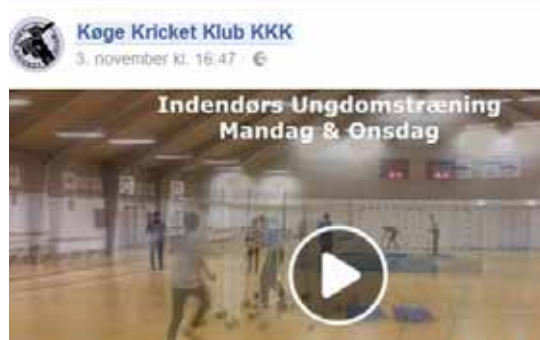 Køge Kricket Klub KKK
3. november kl. 16:47
Indendørs Ungdomstræning
Mandag & Onsdag